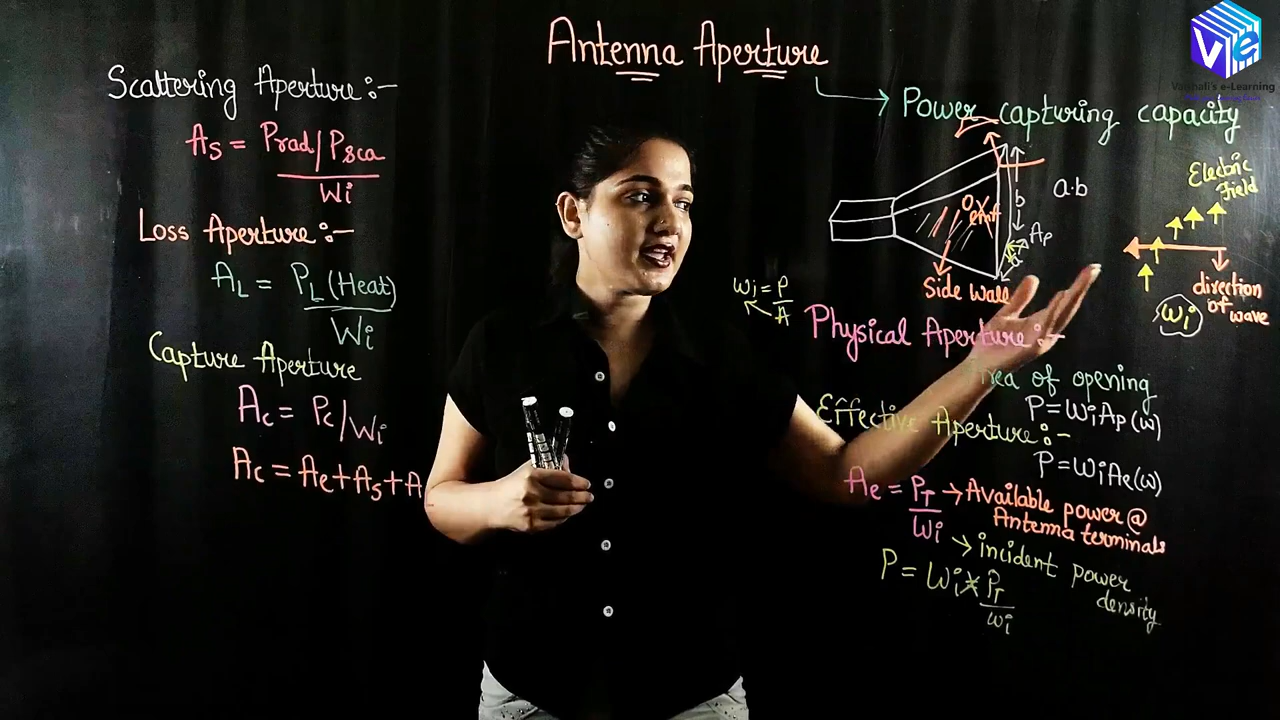 Antenna Aperture
Scattering Aperture:-
As = Prad/Psca
Wi
Loss Aperture:-
AL = PL (Heat)
Wi
Capture Aperture
Ac = Pc/Wi
Ac = Ae+As+A
→ Power capturing capacity
b
a.b
Ap
Side Wall
Electric
Field
direction
of wave
Wi
Wi = P
A
Physical Aperture:-
Area of opening
P=WiAp(w)
Effective Aperture:-
P=WiAe(w)
Ae = PT → Available power @
Antenna terminals
Wi → incident power
density
P = Wi x PT
Wi
Ve
Vaishali's e-Learning